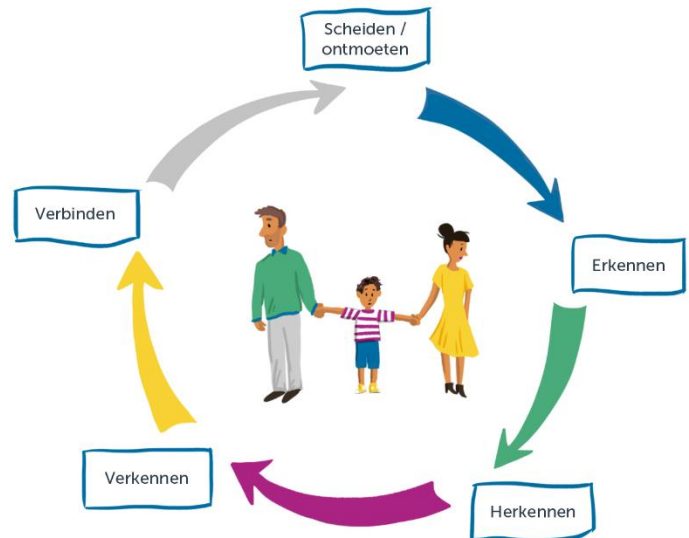 Scheiden /
ontmoeten
Erkennen
Herkennen
Verkennen
Verbinden